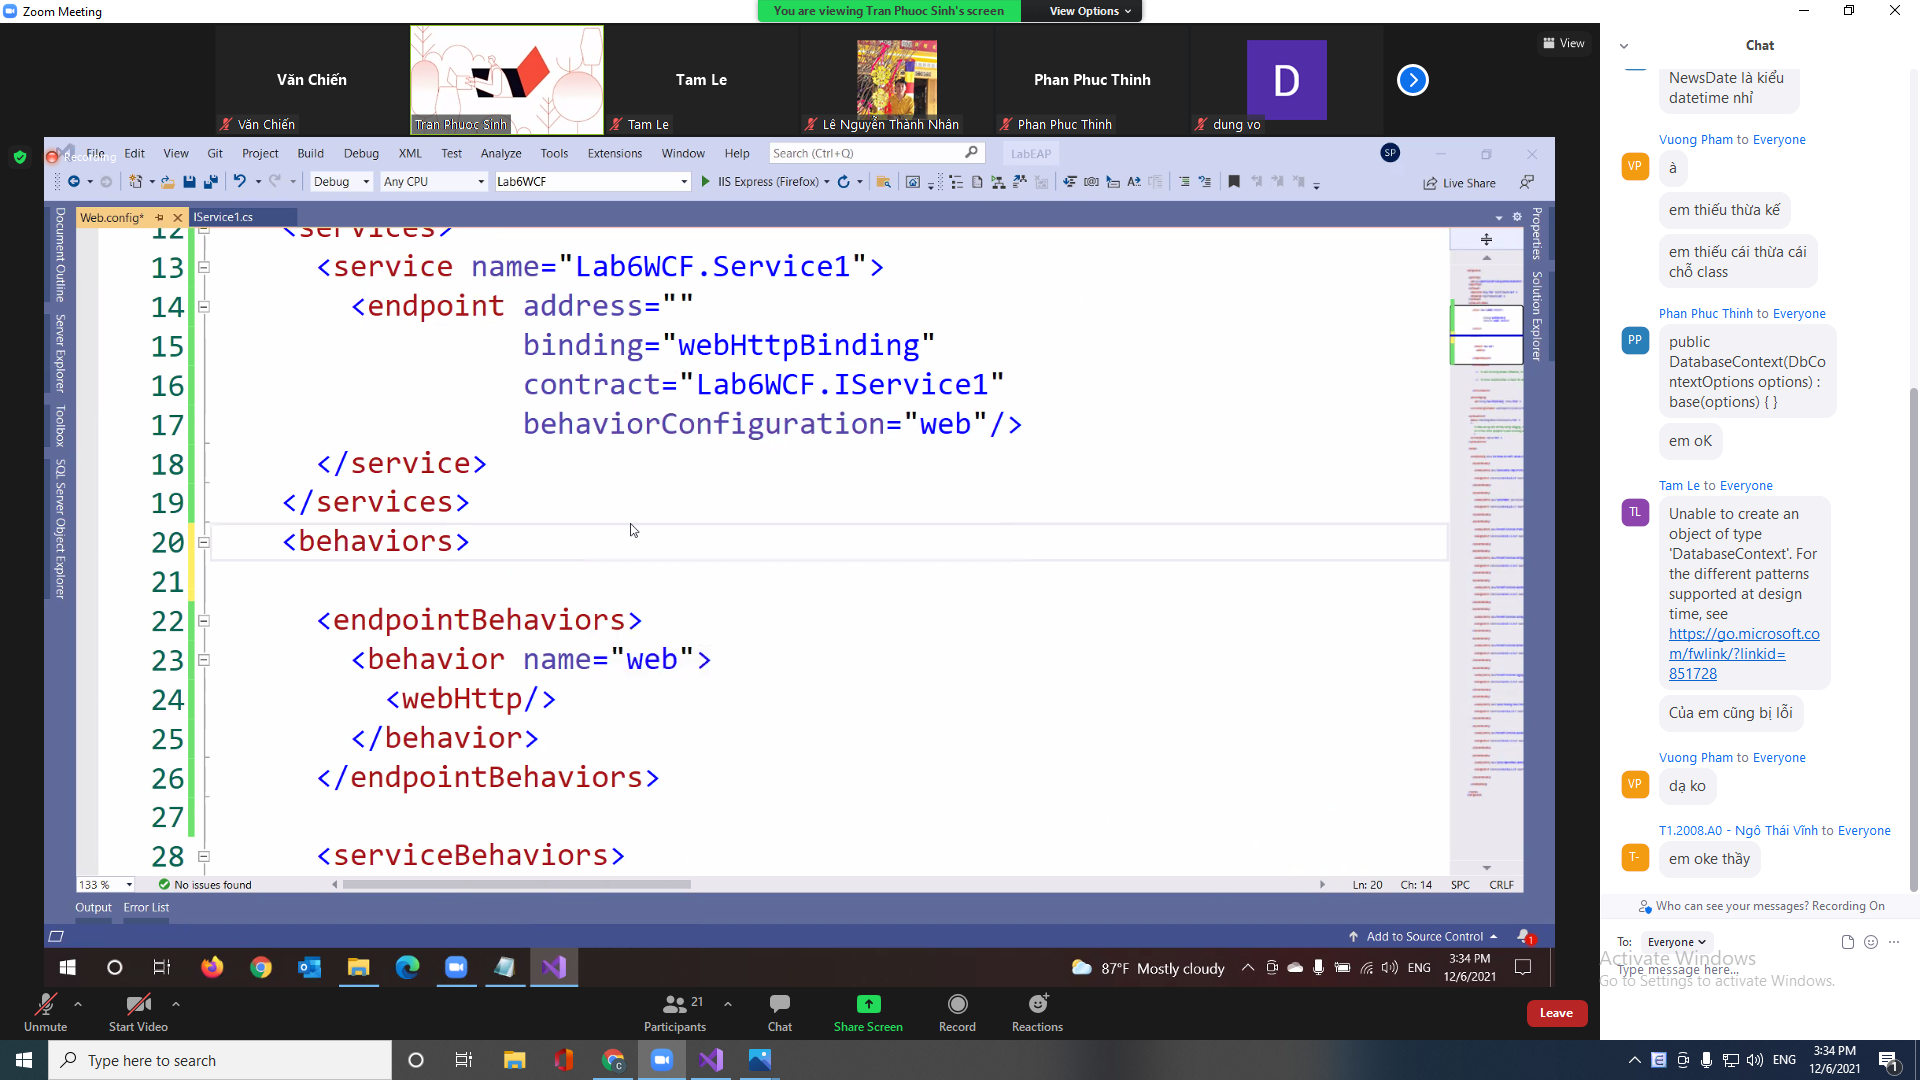 Zoom Meeting
You are viewing Tran Phuoc Sinh's screen
View Options
View
Văn Chiến
Tam Le
Phan Phuc Thinh
D
Văn Chiến
Tran Phuoc Sinh
Tam Le
Lê Nguyễn Thành Nhân
Phan Phuc Thinh
dung vo
File Edit View Git Project Build Debug XML Test Analyze Tools Extensions Window Help
Search (Ctrl+Q)
LabEAP
SP
Recording
Debug
Any CPU
Lab6WCF
IIS Express (Firefox)
Live Share
Web.config*
IService1.cs
Document Outline
Server Explorer
Toolbox
SQL Server Object Explorer
Properties
Solution Explorer
12 <services>
13 <service name="Lab6WCF.Service1">
14 <endpoint address=""
15 binding="webHttpBinding"
16 contract="Lab6WCF.IService1"
17 behaviorConfiguration="web"/>
18 </service>
19 </services>
20 <behaviors>
21
22 <endpointBehaviors>
23 <behavior name="web">
24 <webHttp/>
25 </behavior>
26 </endpointBehaviors>
27
28 <serviceBehaviors>
133 %
No issues found
Ln: 20 Ch: 14 SPC CRLF
Output Error List
Add to Source Control
1
87°F Mostly cloudy
ENG
3:34 PM
12/6/2021
Unmute
Start Video
21
Participants
Chat
Share Screen
Record
Reactions
Leave
Chat
NewsDate là kiểu
datetime nhỉ
Vuong Pham to Everyone
VP
à
em thiếu thừa kế
em thiếu cái thừa cái
chỗ class
Phan Phuc Thinh to Everyone
PP
public
DatabaseContext(DbCo
ntextOptions options) :
base(options) { }
em oK
Tam Le to Everyone
TL
Unable to create an
object of type
'DatabaseContext'. For
the different patterns
supported at design
time, see
https://go.microsoft.co
m/fwlink/?linkid=
851728
Của em cũng bị lỗi
Vuong Pham to Everyone
VP
dạ ko
T1.2008.A0 - Ngô Thái Vĩnh to Everyone
T-
em oke thầy
Who can see your messages? Recording On
To: Everyone
Type message here...
Activate Windows
Go to Settings to activate Windows.
Type here to search
ENG
3:34 PM
12/6/2021
1